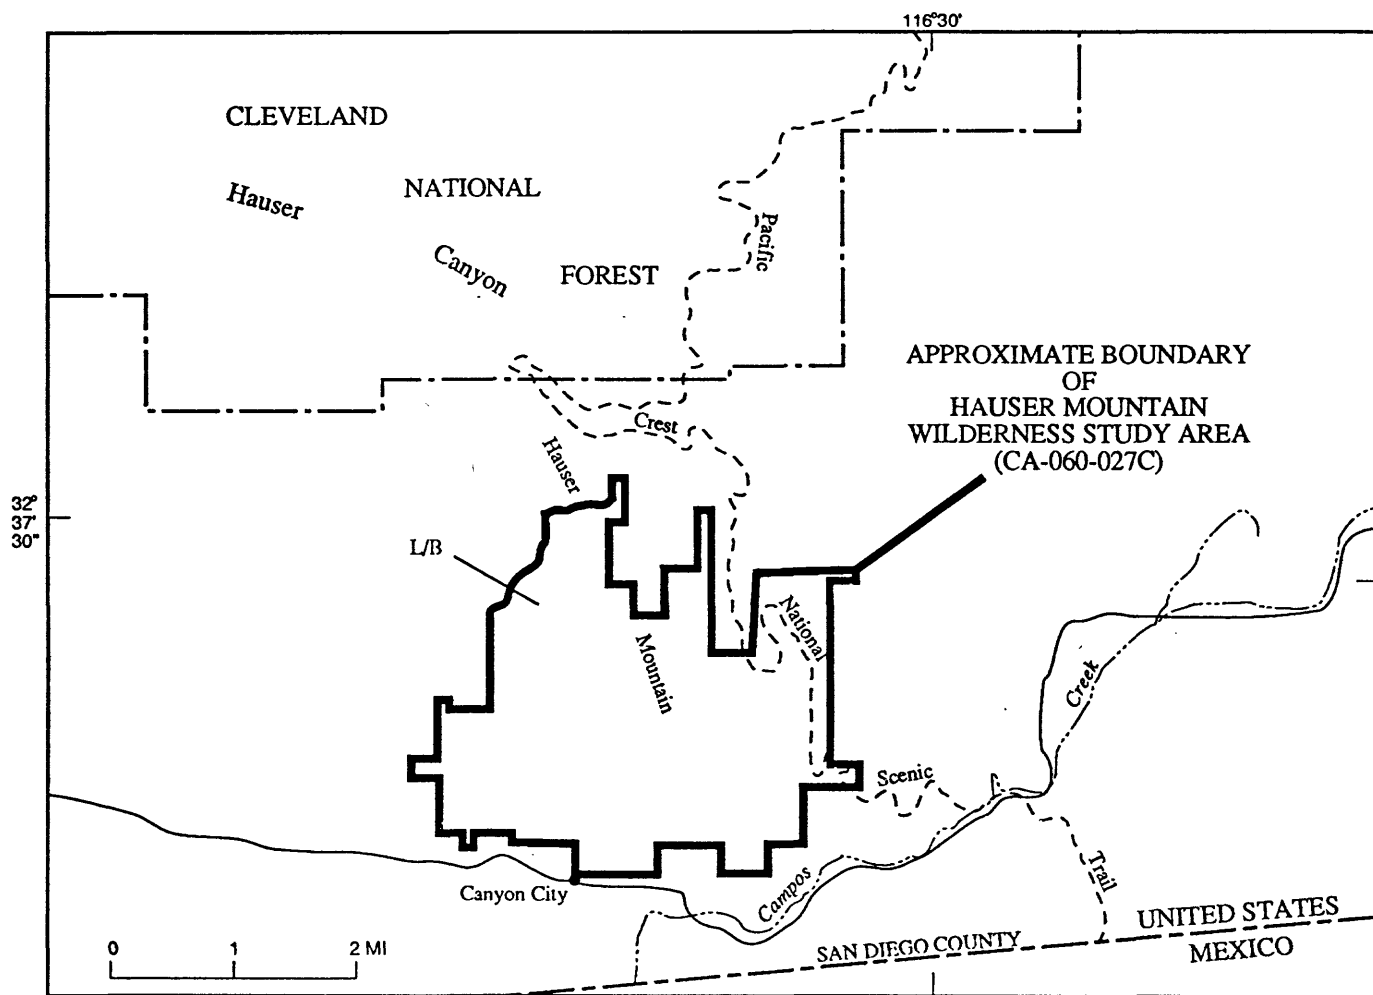 116°30'
CLEVELAND
NATIONAL
FOREST
Hauser
Canyon
Pacific
Crest
APPROXIMATE BOUNDARY
OF
HAUSER MOUNTAIN
WILDERNESS STUDY AREA
(CA-060-027C)
32°
37'
30"
Hauser
L/B
Mountain
National
Creek
Scenic
Trail
Campos
Canyon City
0 1 2 MI
SAN DIEGO COUNTY
UNITED STATES
MEXICO